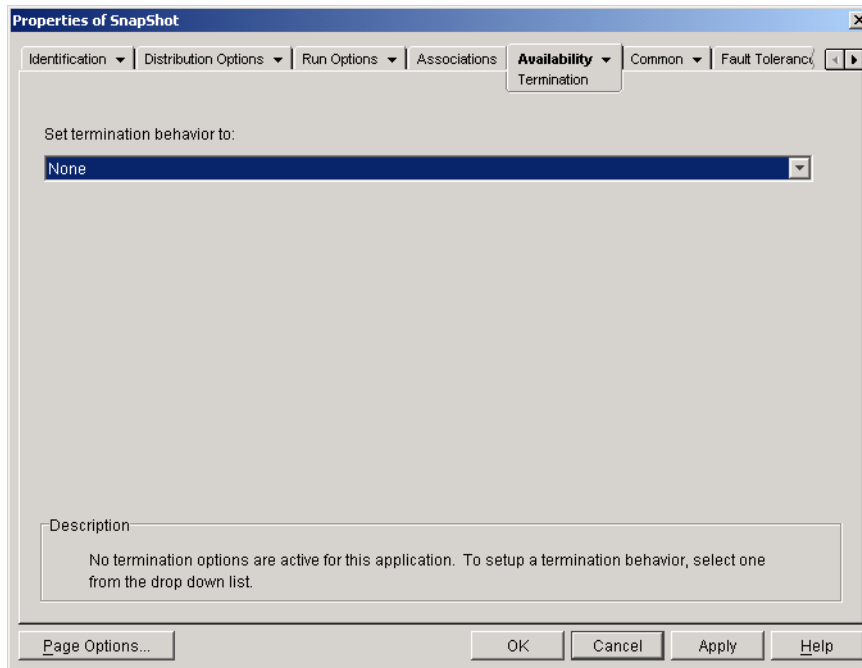 Properties of SnapShot
Identification Distribution Options Run Options Associations Availability Common Fault Toleranc
Termination
Set termination behavior to:
None
Description
No termination options are active for this application. To setup a termination behavior, select one
from the drop down list.
Page Options... OK Cancel Apply Help